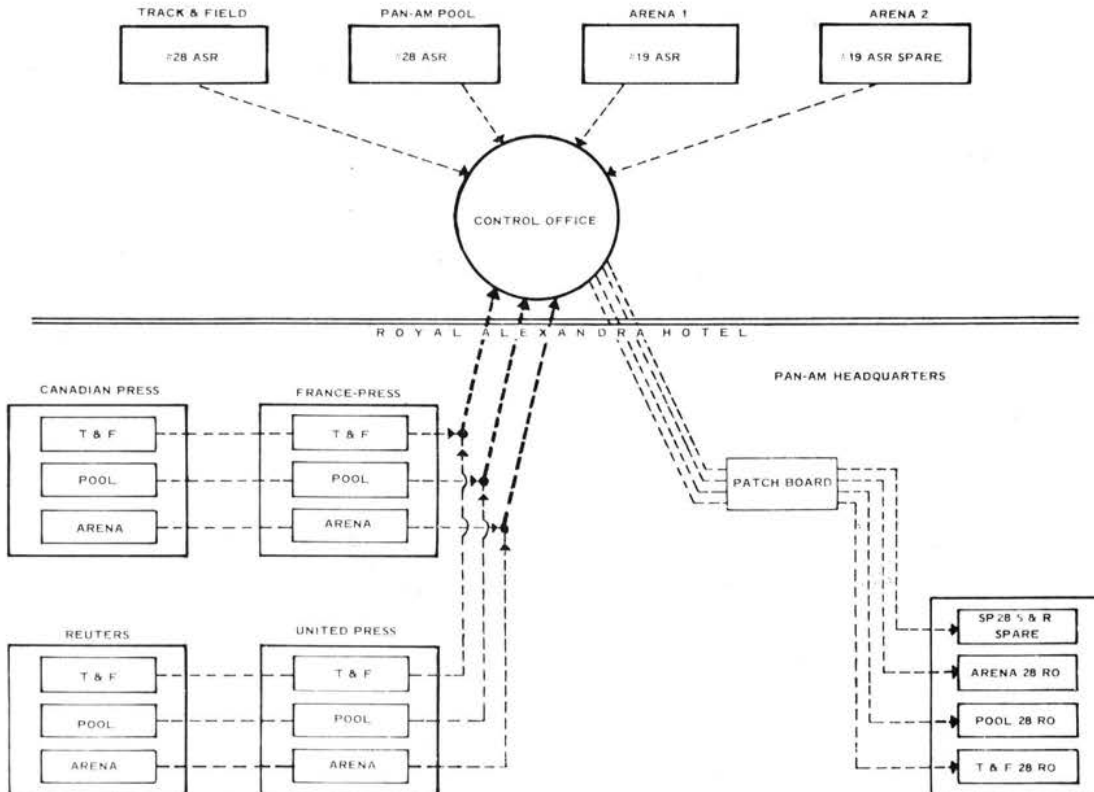 TRACK & FIELD
PAN-AM POOL
ARENA 1
ARENA 2
#28 ASR
#28 ASR
#19 ASR
#19 ASR SPARE
CONTROL OFFICE
ROYAL ALEXANDRA HOTEL
PAN-AM HEADQUARTERS
CANADIAN PRESS
FRANCE-PRESS
T & F
T & F
POOL
POOL
ARENA
ARENA
PATCH BOARD
REUTERS
UNITED PRESS
T & F
T & F
POOL
POOL
ARENA
ARENA
SP 28 S & R
SPARE
ARENA 28 RO
POOL 28 RO
T & F 28 RO